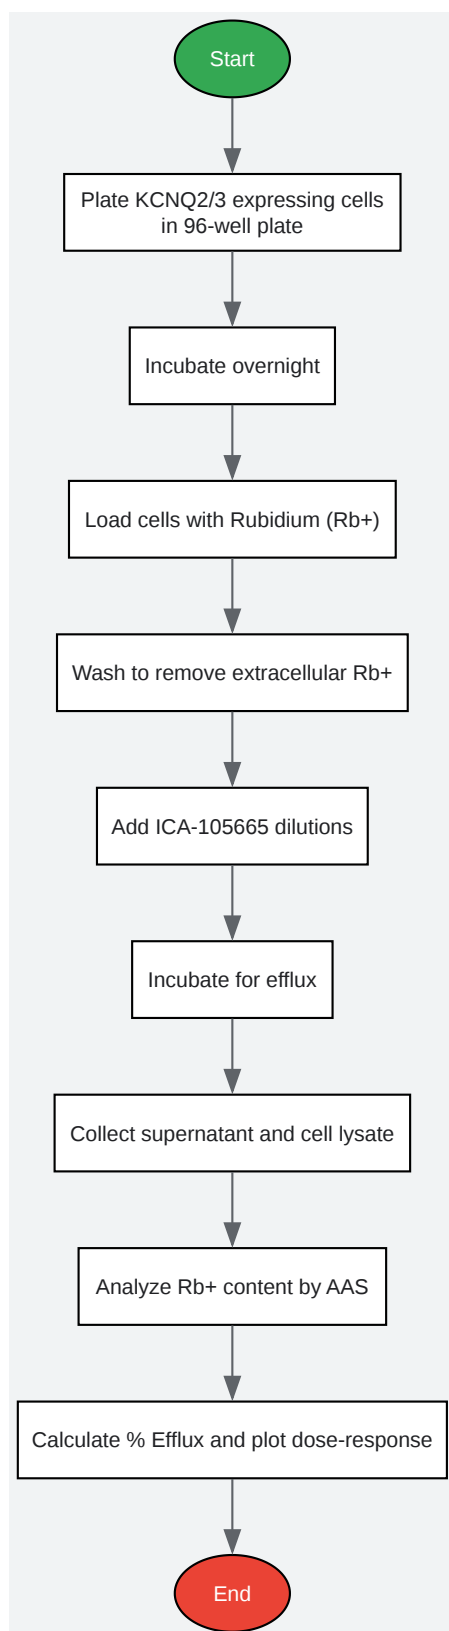 Start
Plate KCNQ2/3 expressing cells
in 96-well plate
Incubate overnight
Load cells with Rubidium (Rb+)
Wash to remove extracellular Rb+
Add ICA-105665 dilutions
Incubate for efflux
Collect supernatant and cell lysate
Analyze Rb+ content by AAS
Calculate % Efflux and plot dose-response
End